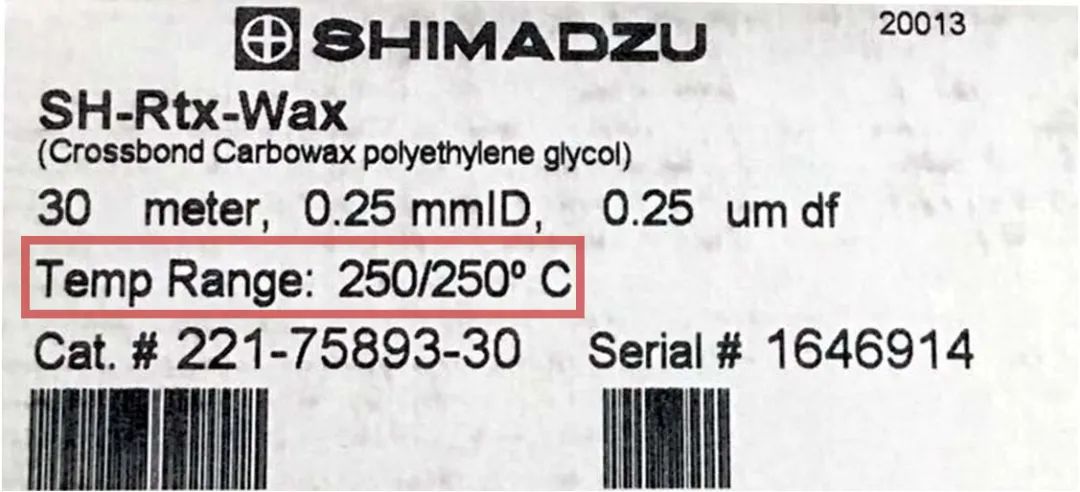 SHIMADZU 20013
SH-Rtx-Wax
(Crossbond Carbowax polyethylene glycol)
30 meter, 0.25 mmID, 0.25 um df
Temp Range: 250/250º C
Cat. # 221-75893-30 Serial # 1646914